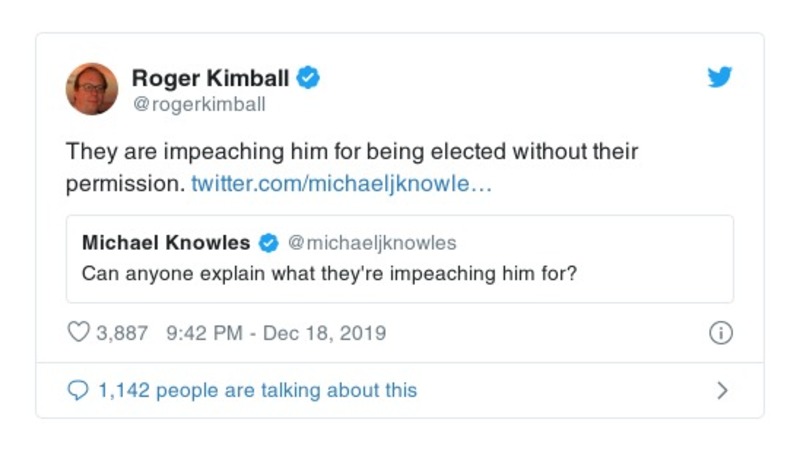 Roger Kimball
@rogerkimball
They are impeaching him for being elected without their
permission. twitter.com/michaeljknowle…
Michael Knowles @michaeljknowles
Can anyone explain what they're impeaching him for?
3,887 9:42 PM - Dec 18, 2019
1,142 people are talking about this